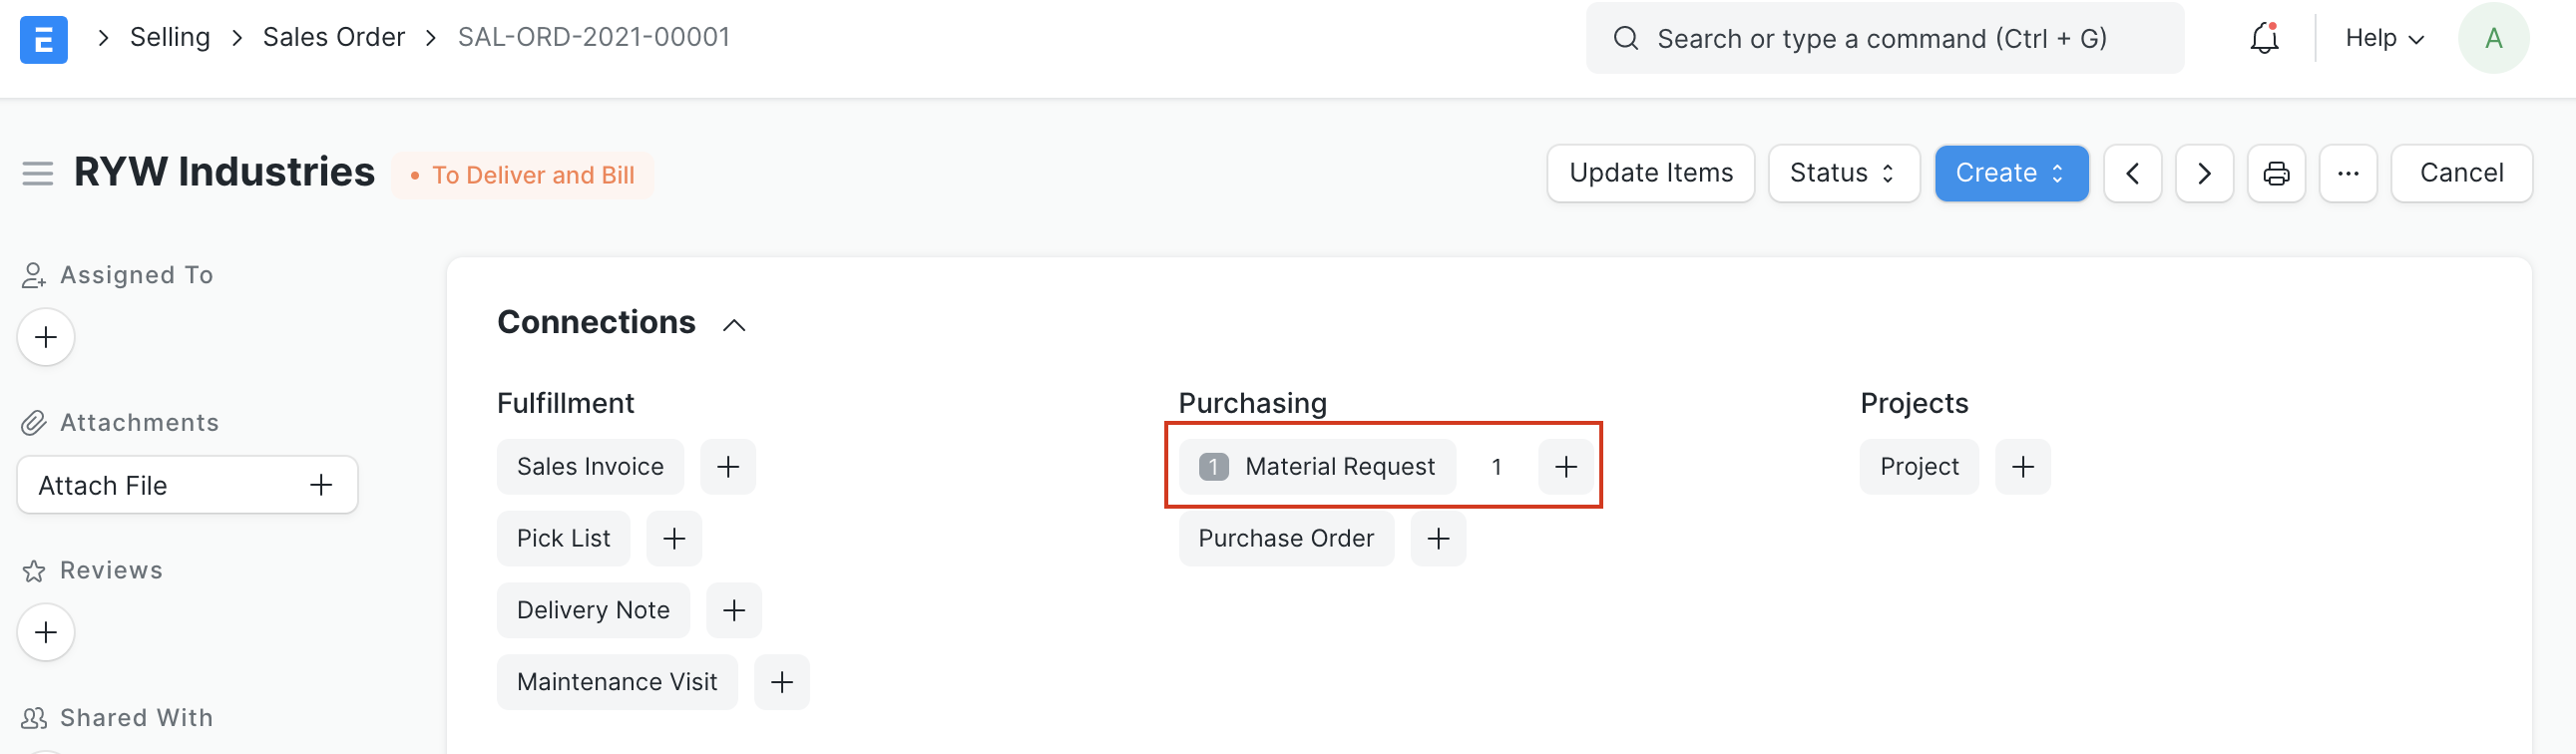 E
Selling
Sales Order
SAL-ORD-2021-00001
Search or type a command (Ctrl + G)
Help
A
RYW Industries
To Deliver and Bill
Update Items
Status
Create
Cancel
Assigned To
Attachments
Attach File
Reviews
Shared With
Connections
Fulfillment
Sales Invoice
Pick List
Delivery Note
Maintenance Visit
Purchasing
1 Material Request 1
Purchase Order
Projects
Project